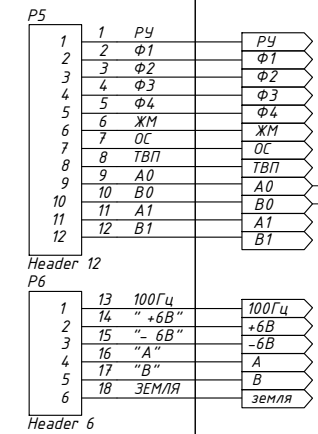 P5
1 1 РУ РУ
2 2 Ф1 Ф1
3 3 Ф2 Ф2
4 4 Ф3 Ф3
5 5 Ф4 Ф4
6 6 ЖМ ЖМ
7 7 ОС ОС
8 8 ТВП ТВП
9 9 А0 А0
10 10 В0 В0
11 11 А1 А1
12 12 В1 В1
Header 12
P6
1 13 100Гц 100Гц
2 14 " +6В" +6В
3 15 "- 6В" -6В
4 16 "А" А
5 17 "В" В
6 18 ЗЕМЛЯ земля
Header 6